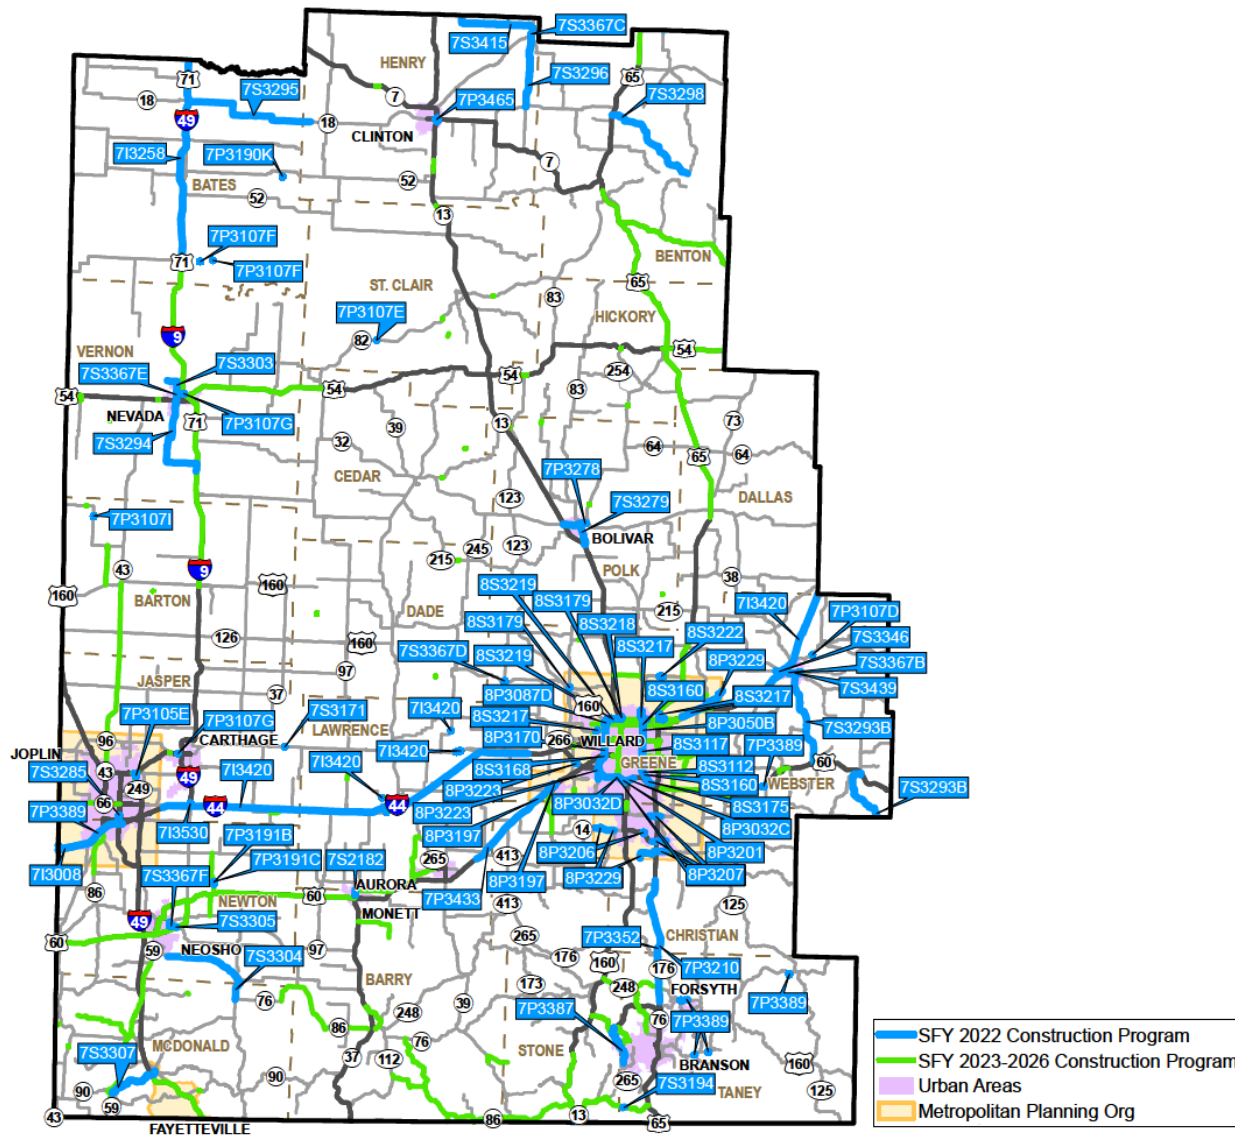 7S3367C
7S3415
HENRY
71
65
7S3296
7S3295
7S3298
18
7
49
7P3465
18
CLINTON
7I3258
7P3190K
7
52
BATES
52
13
7P3107F
BENTON
71
7P3107F
65
ST. CLAIR
83
7P3107E
HICKORY
9
82
VERNON
54
7S3303
7S3367E
254
54
54
54
83
NEVADA
7P3107G
71
39
13
73
7S3294
32
64
64
65
CEDAR
7P3278
123
DALLAS
7S3279
7P3107I
BOLIVAR
245
123
215
43
9
POLK
160
160
8S3219
38
BARTON
8S3179
7I3420
DADE
215
7P3107D
8S3179
8S3218
126
160
8S3222
7S3346
8S3217
7S3367D
8S3219
8P3229
7S3367B
97
JASPER
7S3439
37
8P3087D
8S3160
8S3217
160
7P3105E
7P3107G
7S3171
7I3420
8S3217
8P3050B
7S3293B
LAWRENCE
96
CARTHAGE
8P3170
266
WILLARD
7P3389
JOPLIN
7I3420
8S3117
60
7S3285
43
49
7I3420
7I3420
8S3168
GREENE
8S3112
WEBSTER
249
8P3223
8S3160
7S3293B
66
44
44
8P3223
8P3032D
8S3175
7P3389
7I3530
8P3197
14
8P3032C
7P3191B
8P3206
8P3201
7I3008
7P3191C
7S2182
265
413
86
7S3367F
AURORA
8P3197
8P3229
8P3207
NEWTON
60
MONETT
7P3433
413
125
49
7S3305
CHRISTIAN
60
59
NEOSHO
97
265
7P3352
176
7S3304
160
176
7P3210
BARRY
173
248
FORSYTH
7P3389
76
39
7P3387
248
76
7P3389
86
76
MCDONALD
7S3307
37
112
STONE
BRANSON
160
90
90
265
7S3194
125
59
TANEY
43
86
13
65
FAYETTEVILLE
SFY 2022 Construction Program
SFY 2023-2026 Construction Program
Urban Areas
Metropolitan Planning Org